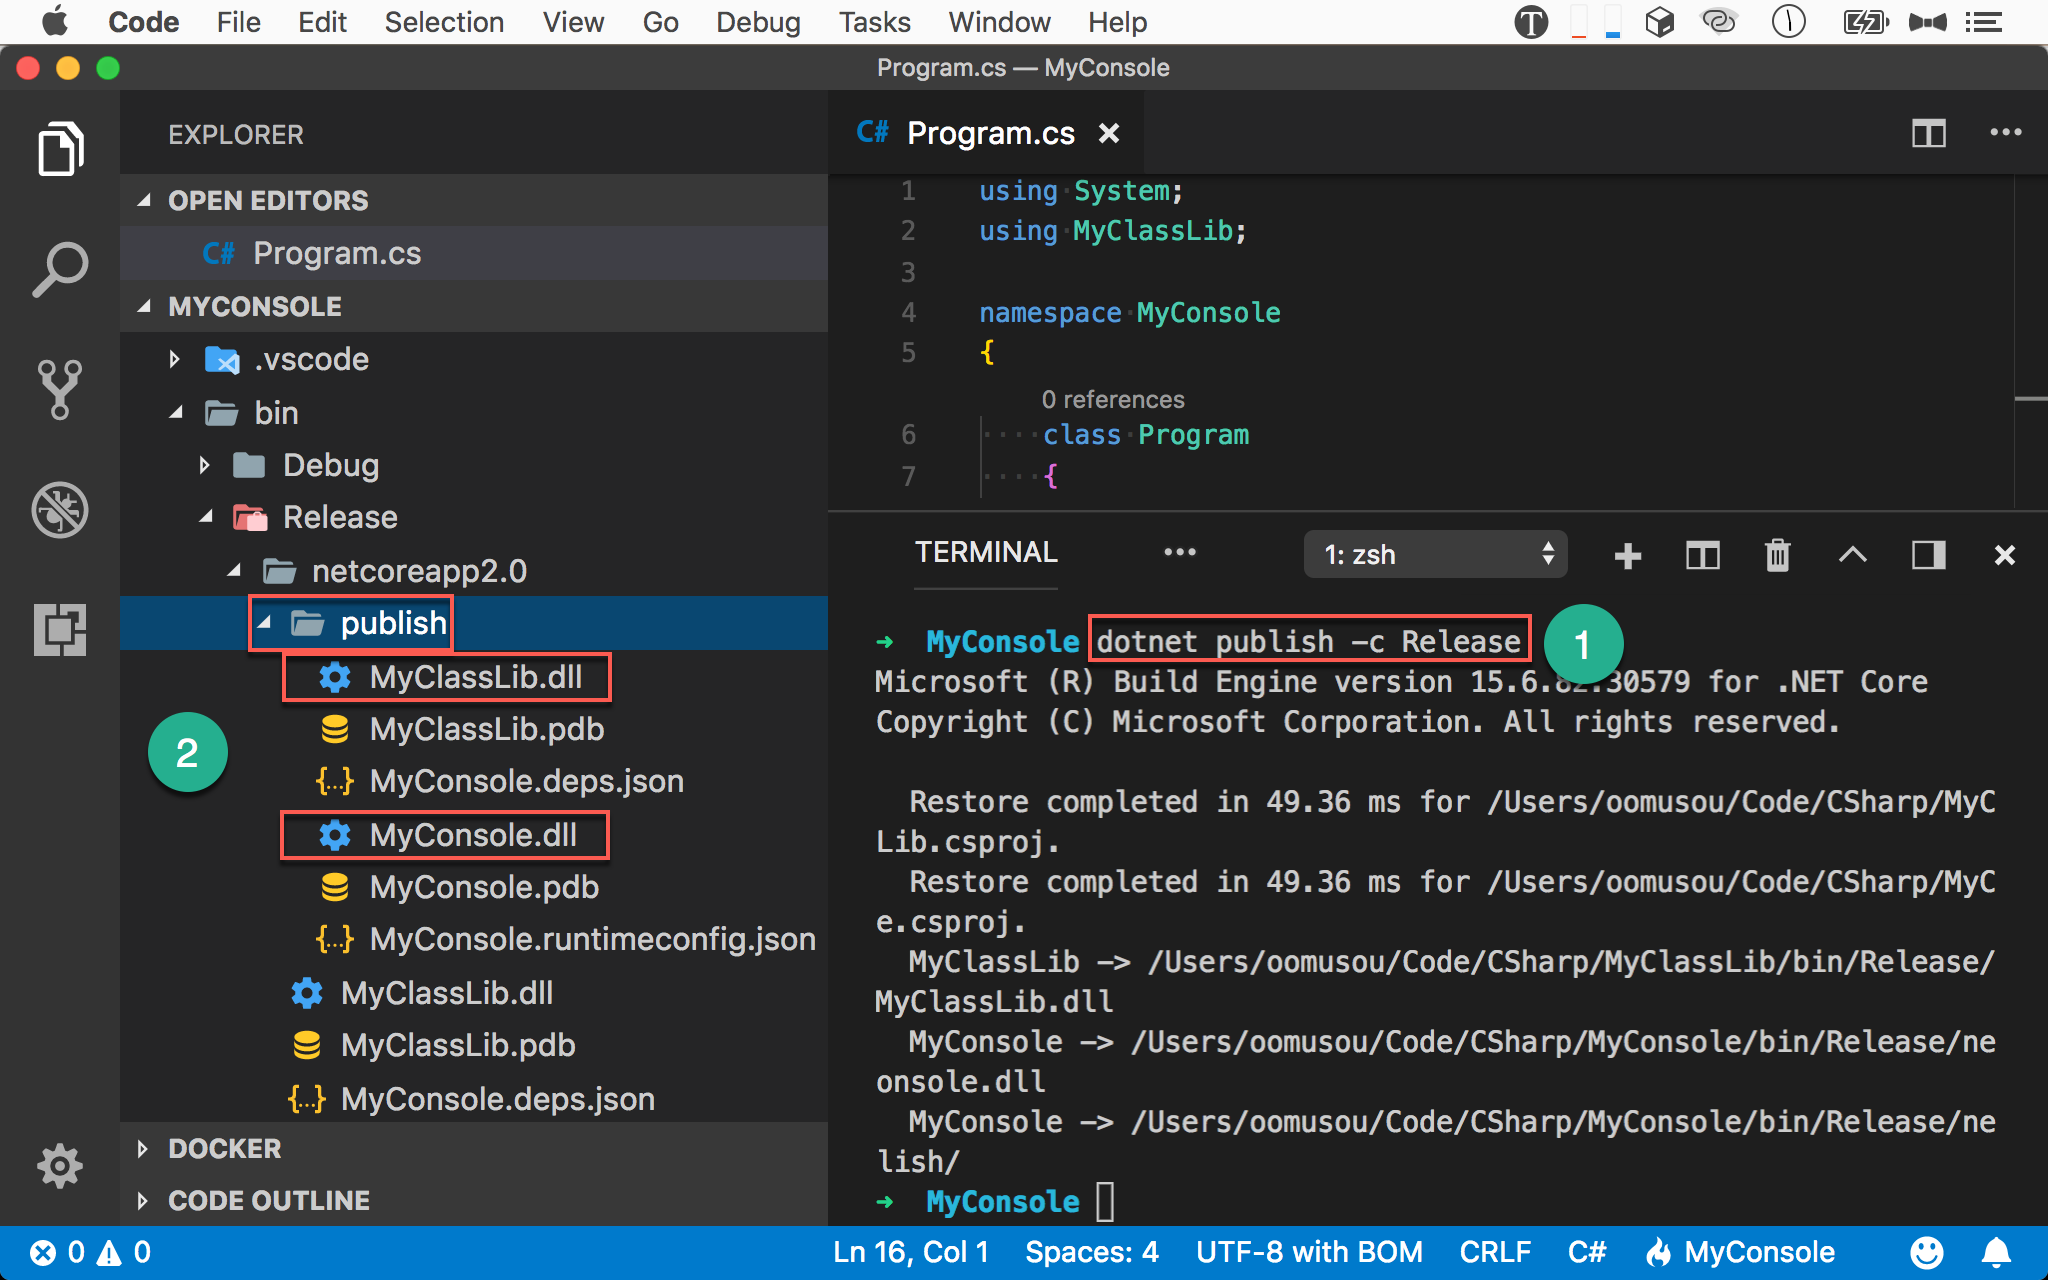 Code File Edit Selection View Go Debug Tasks Window Help
Program.cs — MyConsole
EXPLORER
OPEN EDITORS
C# Program.cs
MYCONSOLE
.vscode
bin
Debug
Release
netcoreapp2.0
publish
MyClassLib.dll
MyClassLib.pdb
{..} MyConsole.deps.json
MyConsole.dll
MyConsole.pdb
{..} MyConsole.runtimeconfig.json
MyClassLib.dll
MyClassLib.pdb
{..} MyConsole.deps.json
2
DOCKER
CODE OUTLINE
C# Program.cs
1 using System;
2 using MyClassLib;
3
4 namespace MyConsole
5 {
0 references
6 class Program
7 {
TERMINAL
1: zsh
➜ MyConsole dotnet publish -c Release
1
Microsoft (R) Build Engine version 15.6.82.30579 for .NET Core
Copyright (C) Microsoft Corporation. All rights reserved.
Restore completed in 49.36 ms for /Users/oomusou/Code/CSharp/MyC
Lib.csproj.
Restore completed in 49.36 ms for /Users/oomusou/Code/CSharp/MyC
e.csproj.
MyClassLib -> /Users/oomusou/Code/CSharp/MyClassLib/bin/Release/
MyClassLib.dll
MyConsole -> /Users/oomusou/Code/CSharp/MyConsole/bin/Release/ne
onsole.dll
MyConsole -> /Users/oomusou/Code/CSharp/MyConsole/bin/Release/ne
lish/
➜ MyConsole
0 0 Ln 16, Col 1 Spaces: 4 UTF-8 with BOM CRLF C# MyConsole